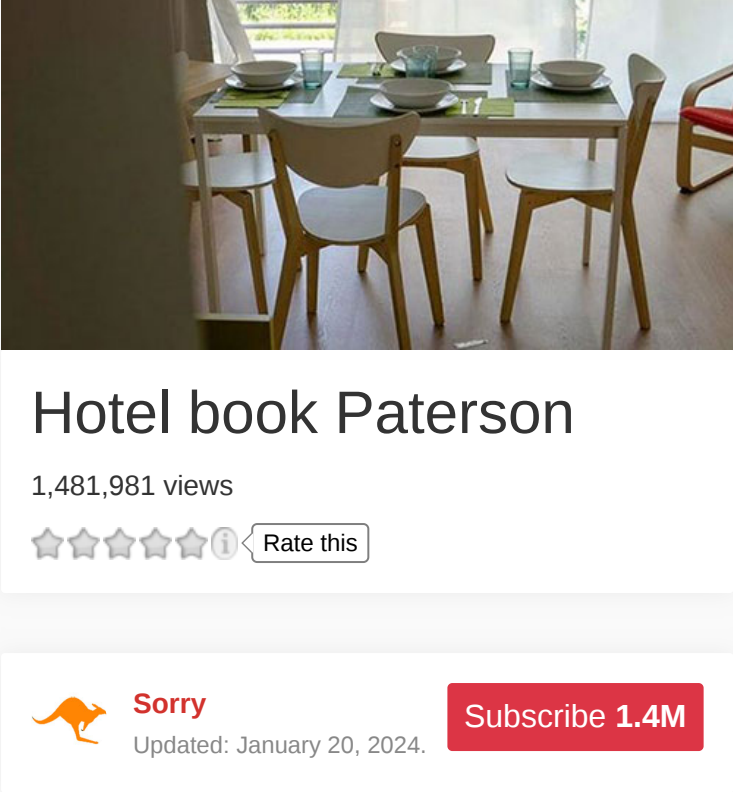 Hotel book Paterson
1,481,981 views
Rate this
Sorry
Updated: January 20, 2024.
Subscribe 1.4M